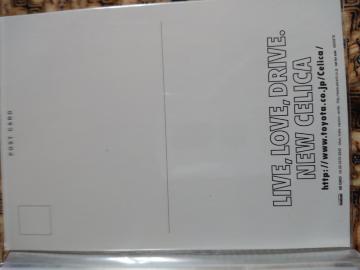 POST CARD
LIVE, LOVE, DRIVE.
NEW CELICA
http://www.toyota.co.jp/Celica/